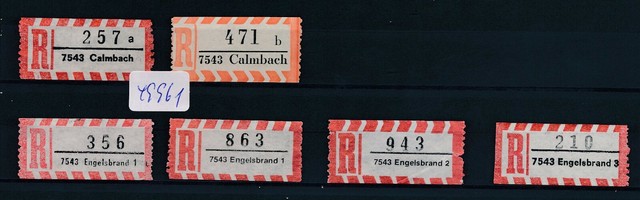 R 257 a
7543 Calmbach
R 471 b
7543 Calmbach
R 356
7543 Engelsbrand 1
R 863
7543 Engelsbrand 1
R 943
7543 Engelsbrand 2
R 210
7543 Engelsbrand 3